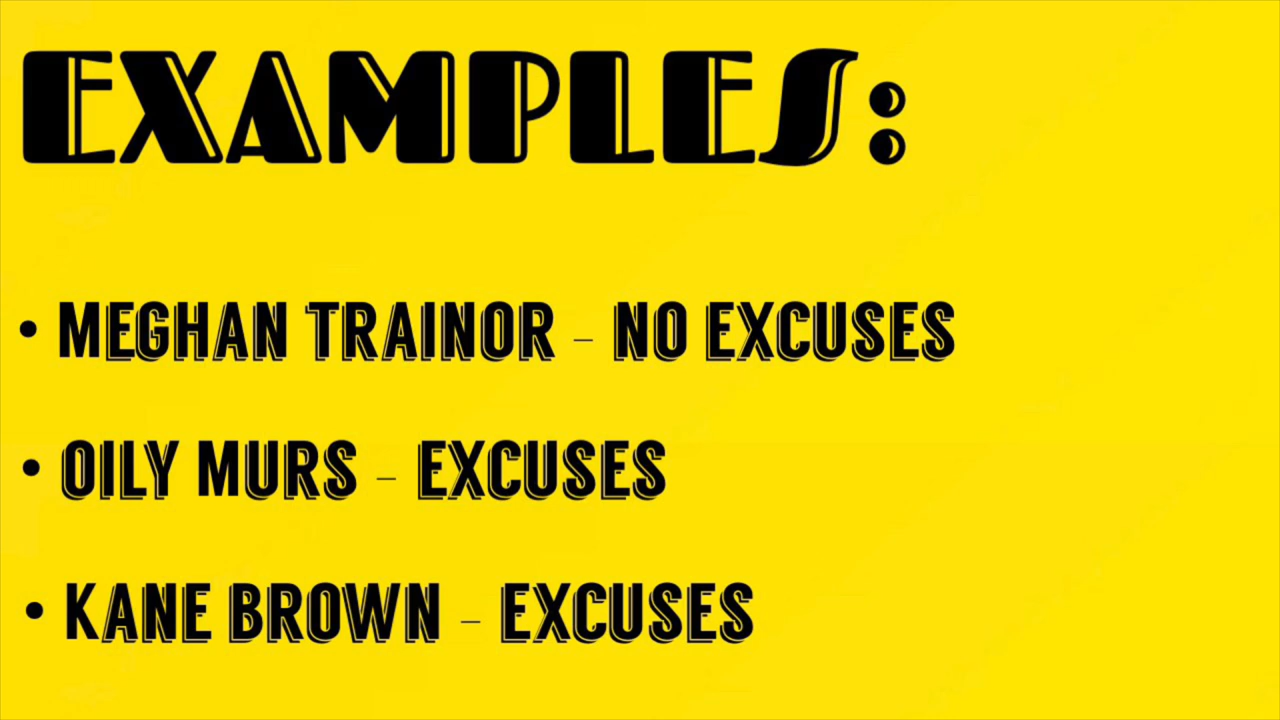 EXAMPLES:
• MEGHAN TRAINOR – NO EXCUSES
• OILY MURS – EXCUSES
• KANE BROWN – EXCUSES